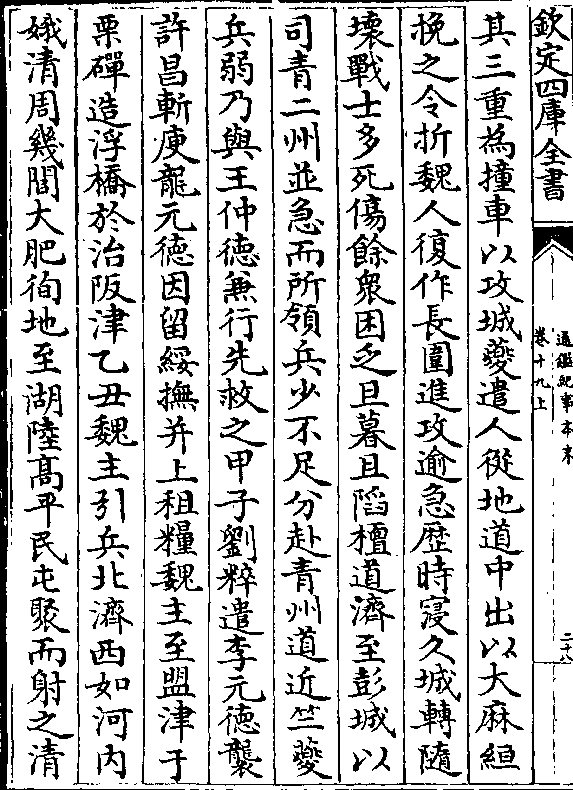 欽定四庫全書
通鑑紀事本末
卷十九上
二十八
其三重為撞車以攻城夔遣人從地道中出以大麻絙
挽之令折魏人復作長圍進攻逾急歴時寖久城轉隨
壊戰士多死傷餘衆困乏旦暮且䧟檀道濟至彭城以
司青二州並急而所領兵少不足分赴青州道近竺夔
兵弱乃與王仲德兼行先救之甲子劉粹遣李元德襲
許昌斬庾龍元德因留綏撫并上租糧魏主至盟津于
栗磾造浮橋於冶阪津乙丑魏主引兵北濟西如河内
娥清周幾閭大肥徇地至湖陸髙平民屯聚而射之清